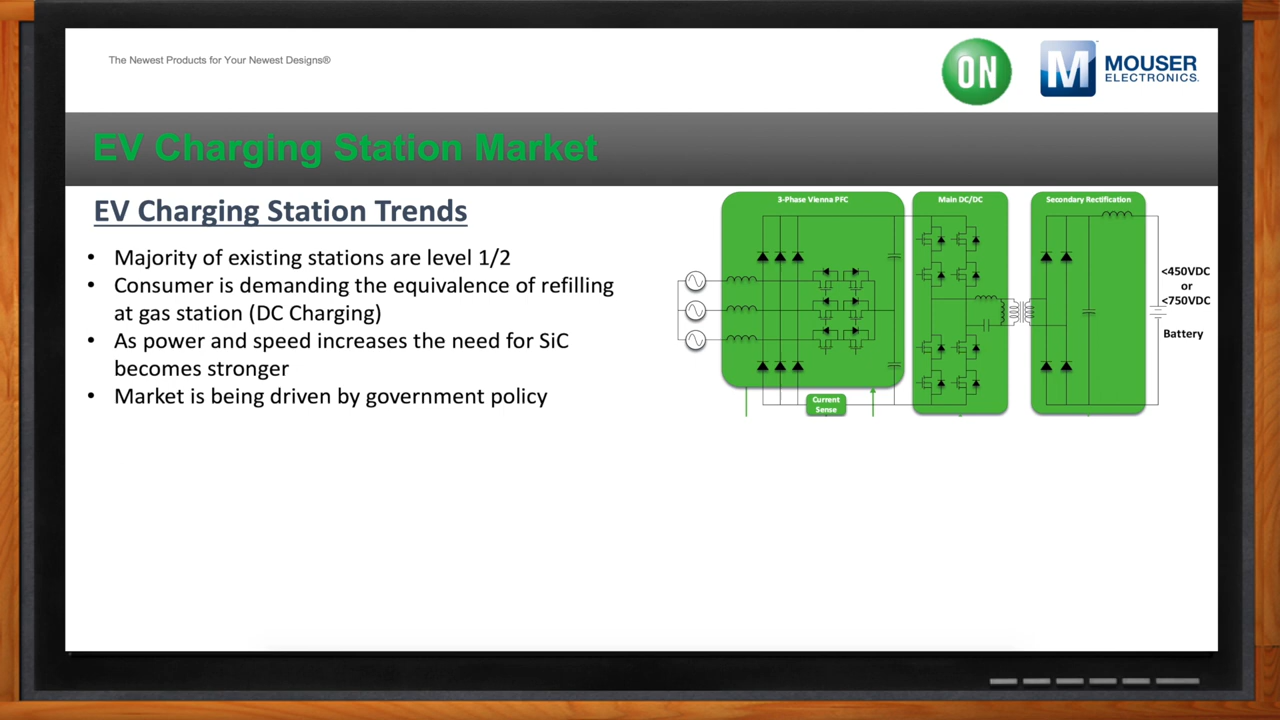 The Newest Products for Your Newest Designs®
ON
M
MOUSER
ELECTRONICS
EV Charging Station Market
EV Charging Station Trends
• Majority of existing stations are level 1/2
• Consumer is demanding the equivalence of refilling
at gas station (DC Charging)
• As power and speed increases the need for SiC
becomes stronger
• Market is being driven by government policy
3-Phase Vienna PFC
Main DC/DC
Secondary Rectification
<450VDC
or
<750VDC
Battery
Current
Sense